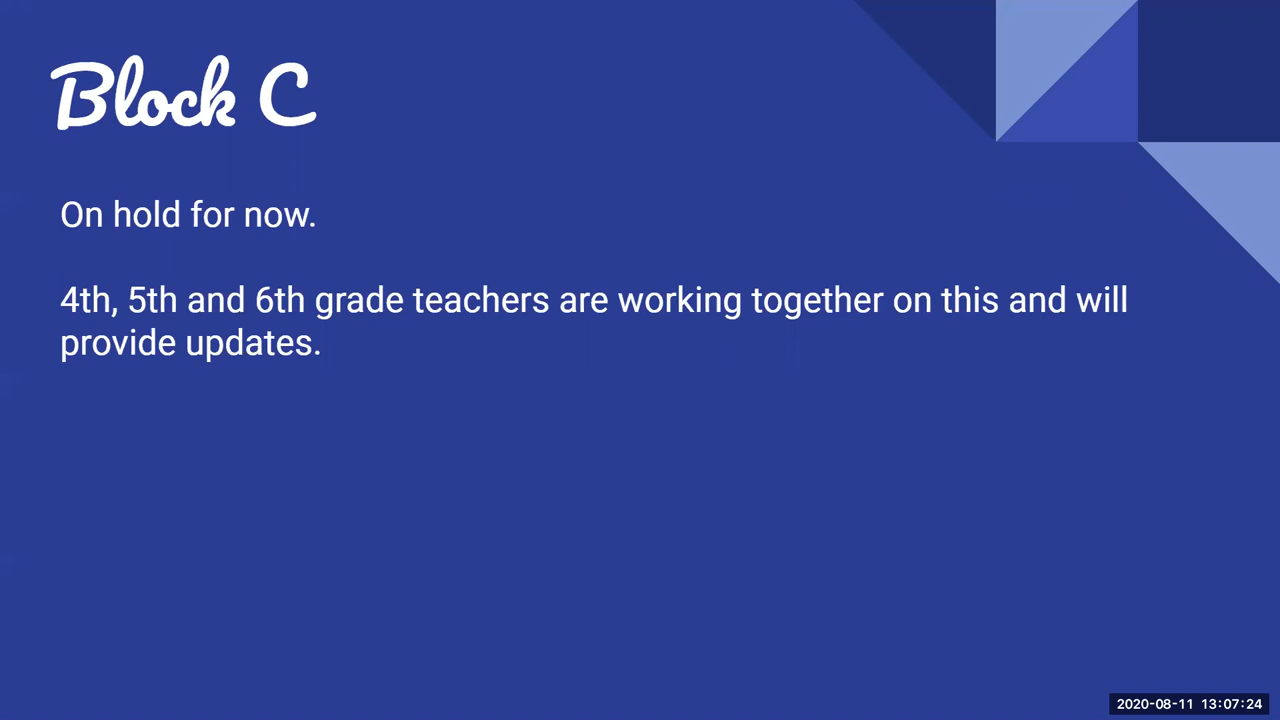 Block C
On hold for now.
4th, 5th and 6th grade teachers are working together on this and will
provide updates.
2020-08-11 13:07:24